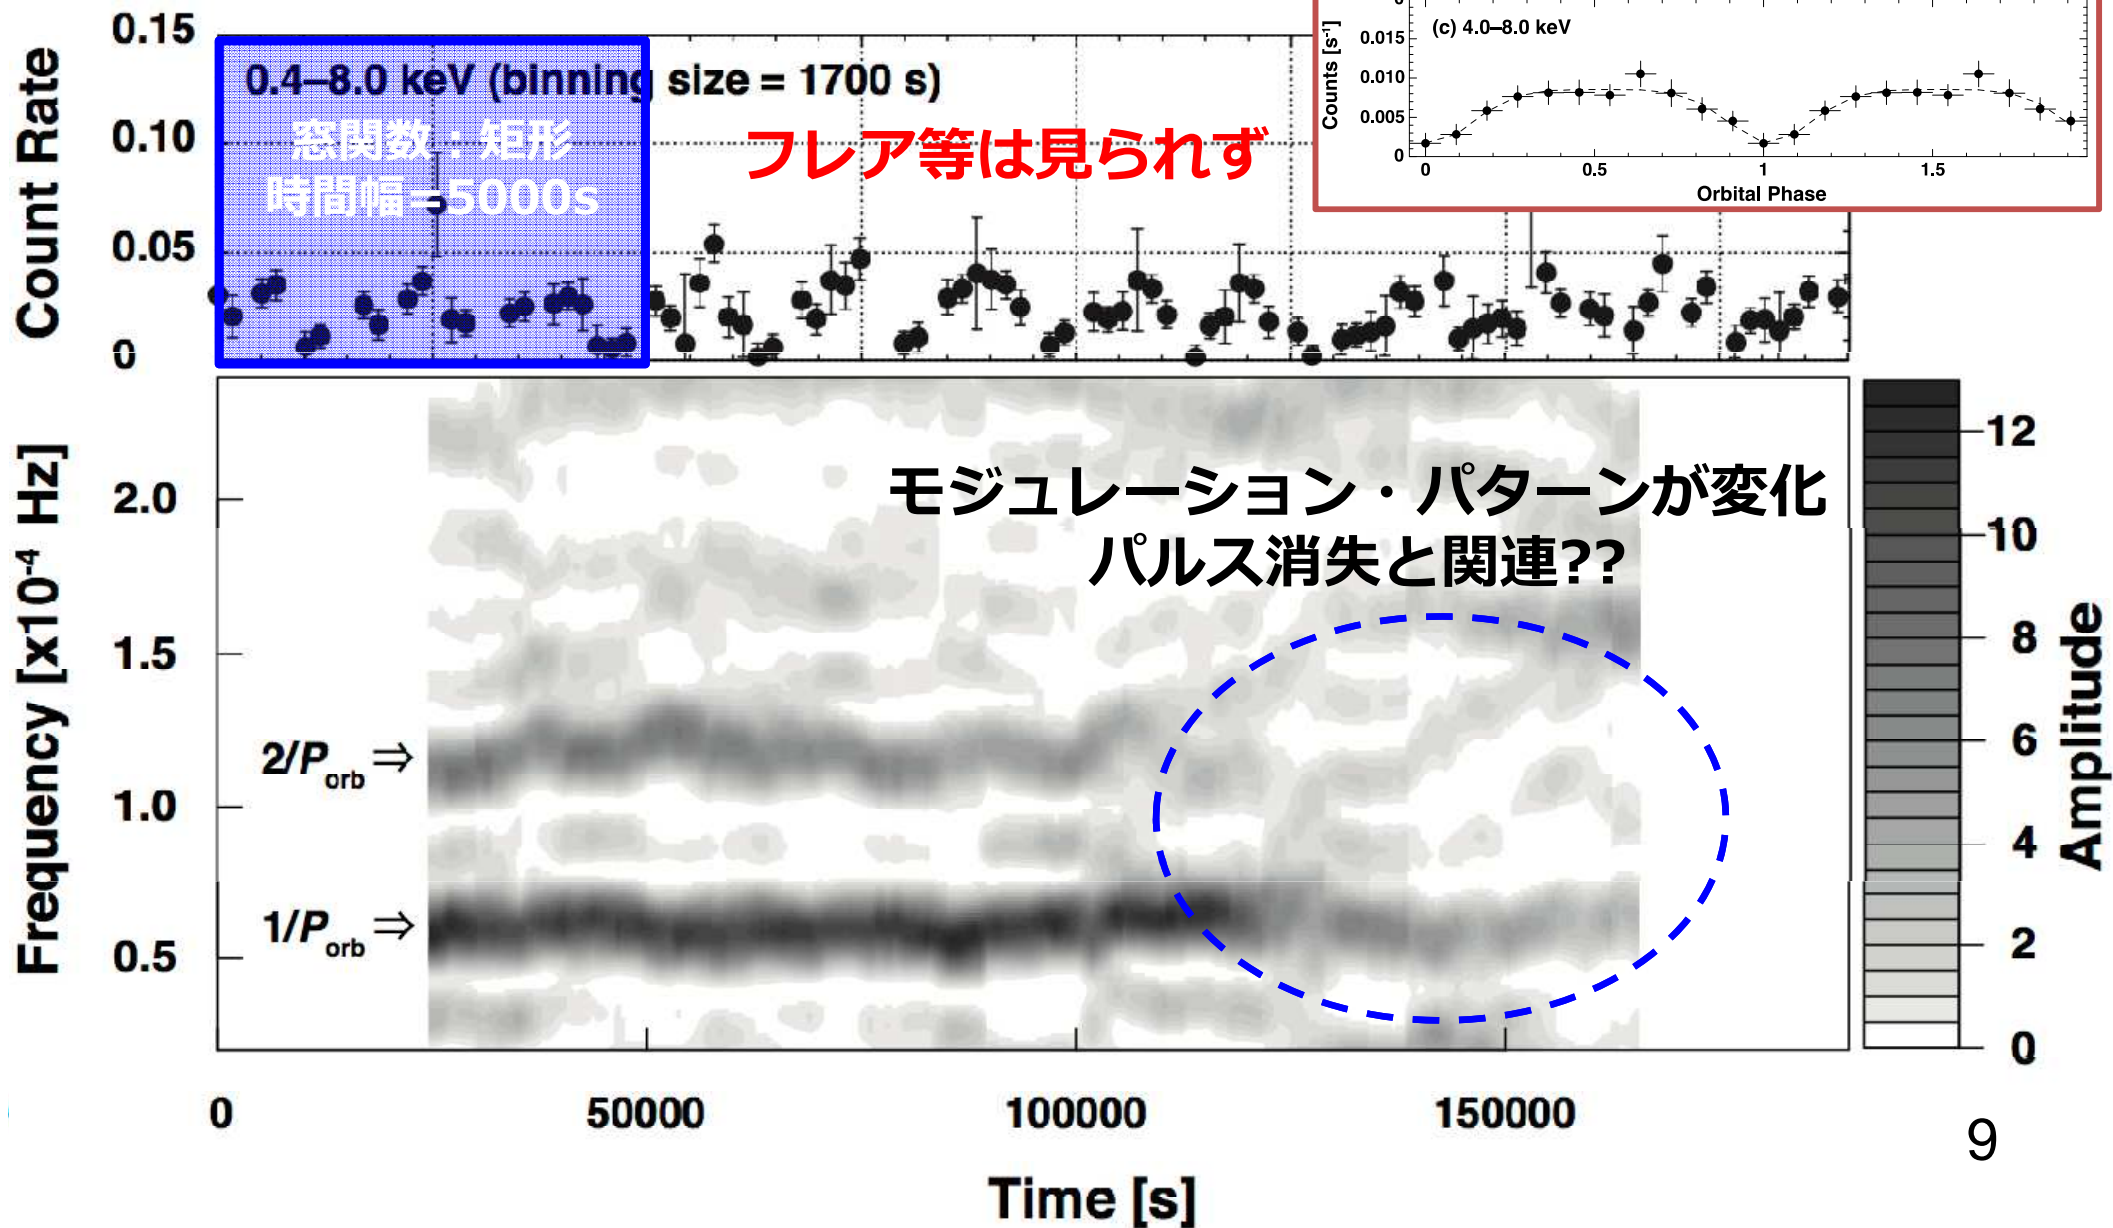 0.15
0.10
0.05
0
Count Rate
0.4–8.0 keV (binning size = 1700 s)
窓関数：矩形
時間幅=5000s
フレア等は見られず
(c) 4.0–8.0 keV
Counts [s⁻¹]
0
0.015
0.010
0.005
0
0
0.5
1
1.5
Orbital Phase
モジュレーション・パターンが変化
パルス消失と関連??
Frequency [x10⁻⁴ Hz]
2.0
1.5
1.0
0.5
2/Porb ⇒
1/Porb ⇒
12
10
8
6
4
2
0
Amplitude
0
50000
100000
150000
Time [s]
9